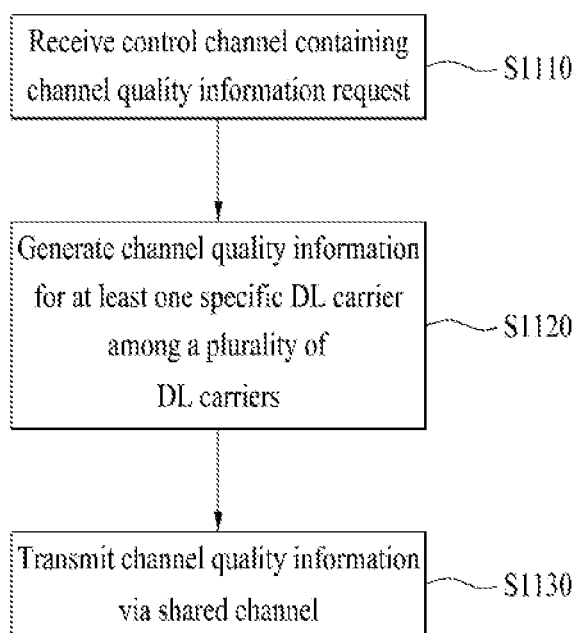 Receive control channel containing
channel quality information request
S1110
Generate channel quality information
for at least one specific DL carrier
among a plurality of
DL carriers
S1120
Transmit channel quality information
via shared channel
S1130